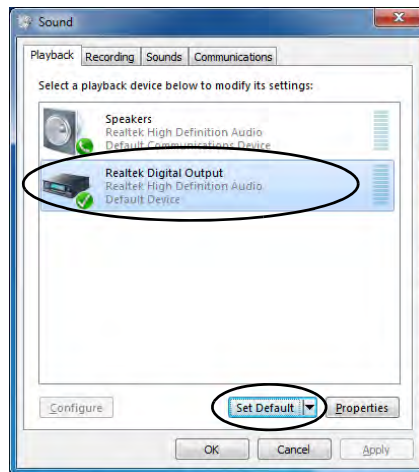 Sound
Playback Recording Sounds Communications
Select a playback device below to modify its settings:
Speakers
Realtek High Definition Audio
Default Communications Device
Realtek Digital Output
Realtek High Definition Audio
Default Device
Configure Set Default Properties
OK Cancel Apply